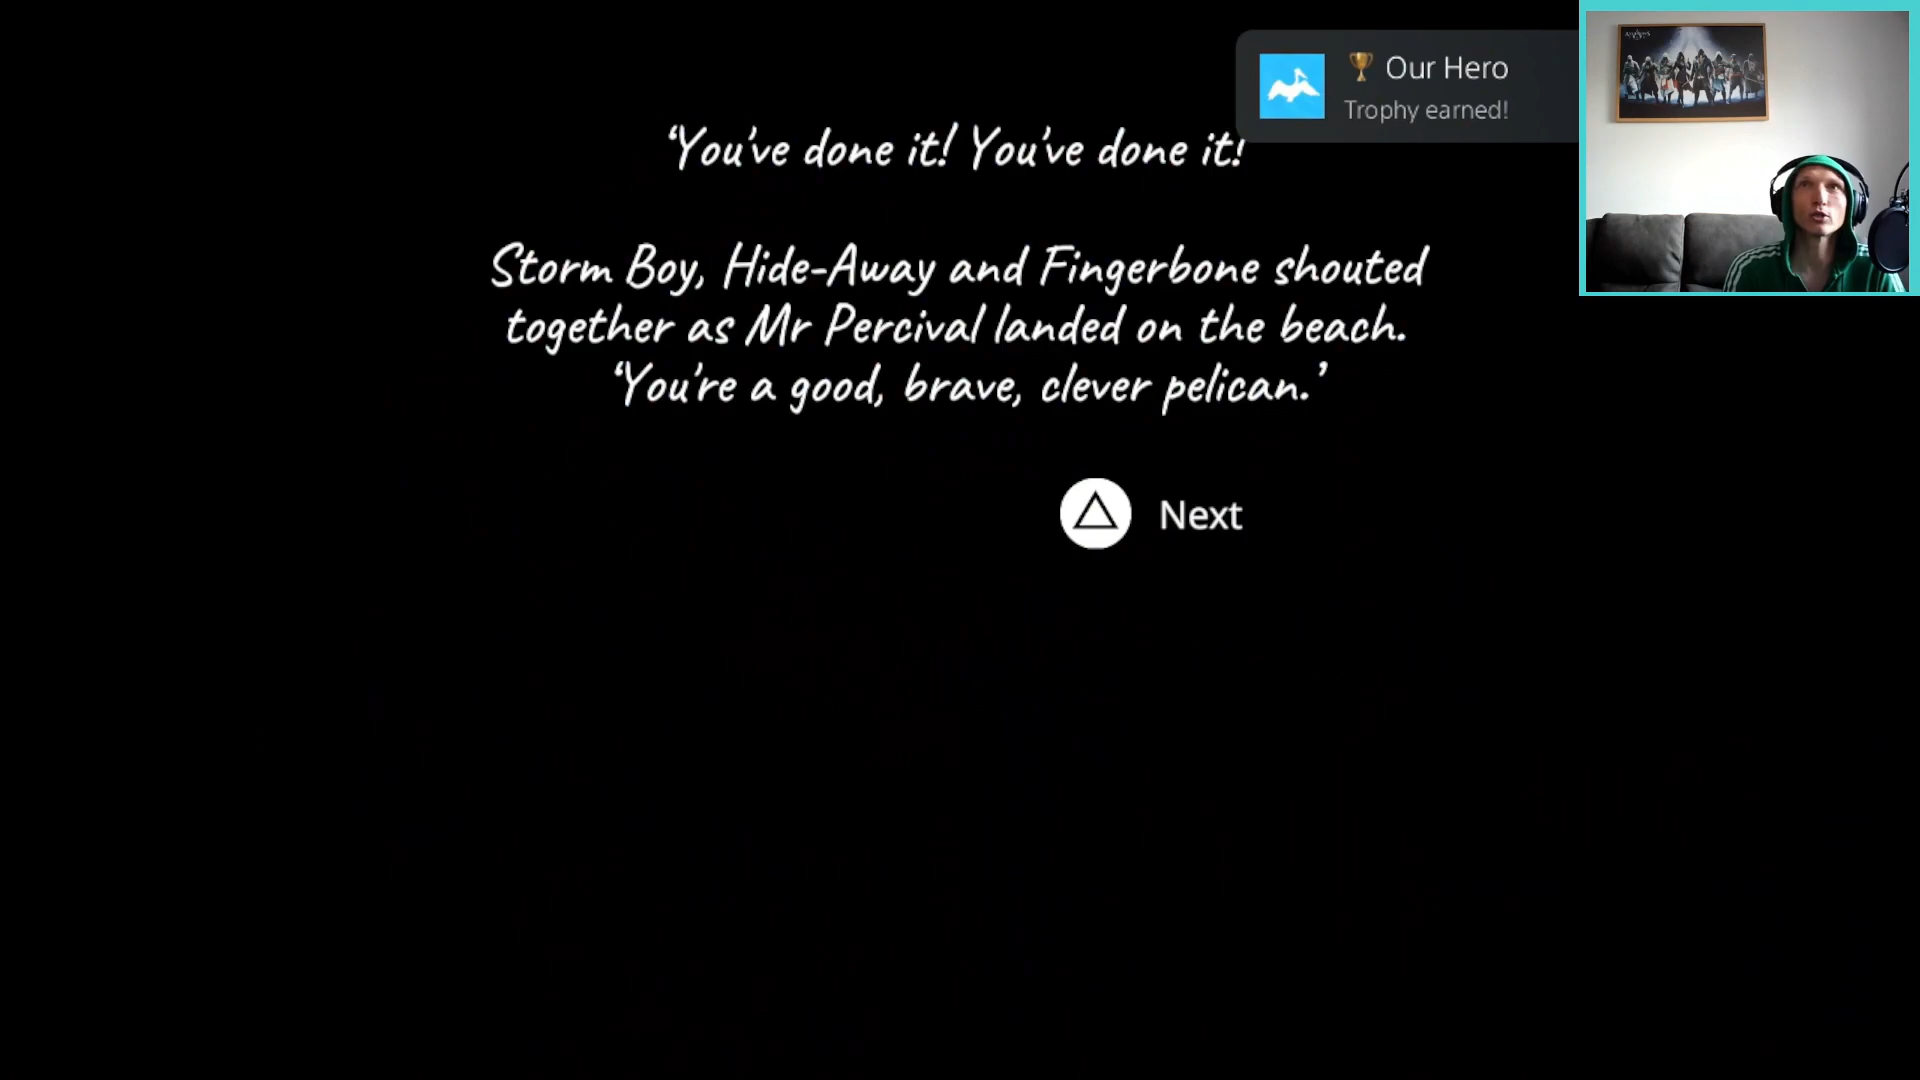 Our Hero
Trophy earned!
‘You've done it! You've done it!
Storm Boy, Hide-Away and Fingerbone shouted
together as Mr Percival landed on the beach.
‘You're a good, brave, clever pelican.’
Next